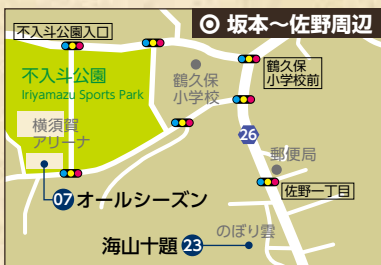 ◎ 坂本〜佐野周辺
不入斗公園入口
不入斗公園
Iriyamazu Sports Park
鶴久保
小学校
鶴久保
小学校前
横須賀
アリーナ
26
郵便局
佐野一丁目
07 オールシーズン
のぼり雲
海山十題 23